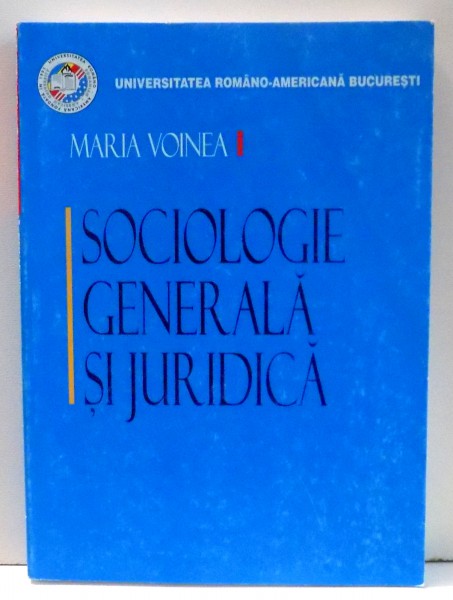 UNIVERSITATEA ROMÂNO-AMERICANĂ BUCUREȘTI
MARIA VOINEA
SOCIOLOGIE
GENERALĂ
ȘI JURIDICĂ